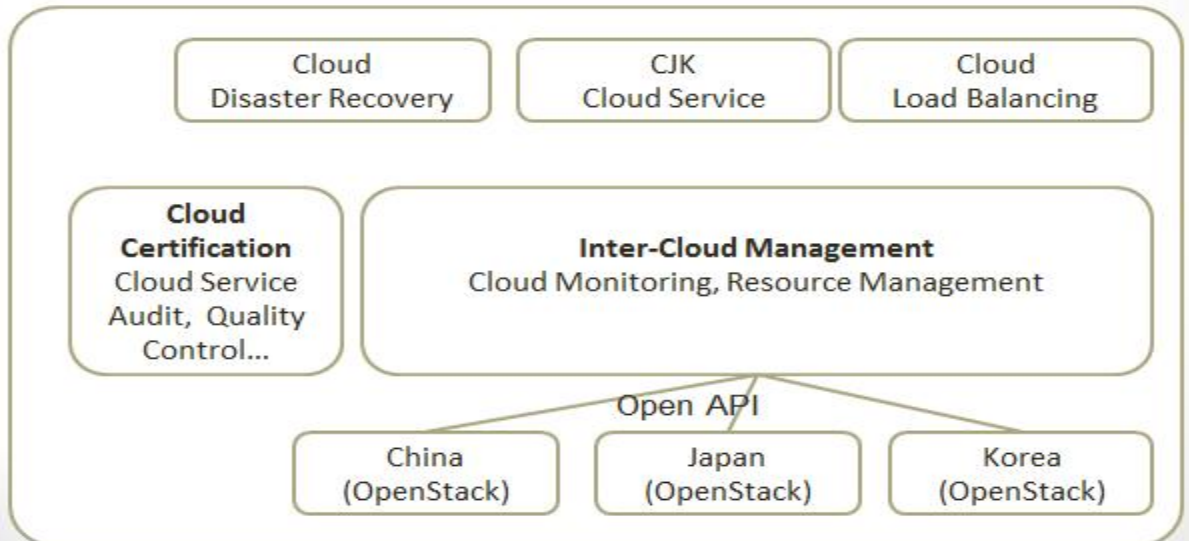 Cloud
Disaster Recovery
CJK
Cloud Service
Cloud
Load Balancing
Cloud
Certification
Cloud Service
Audit, Quality
Control...
Inter-Cloud Management
Cloud Monitoring, Resource Management
Open API
China
(OpenStack)
Japan
(OpenStack)
Korea
(OpenStack)